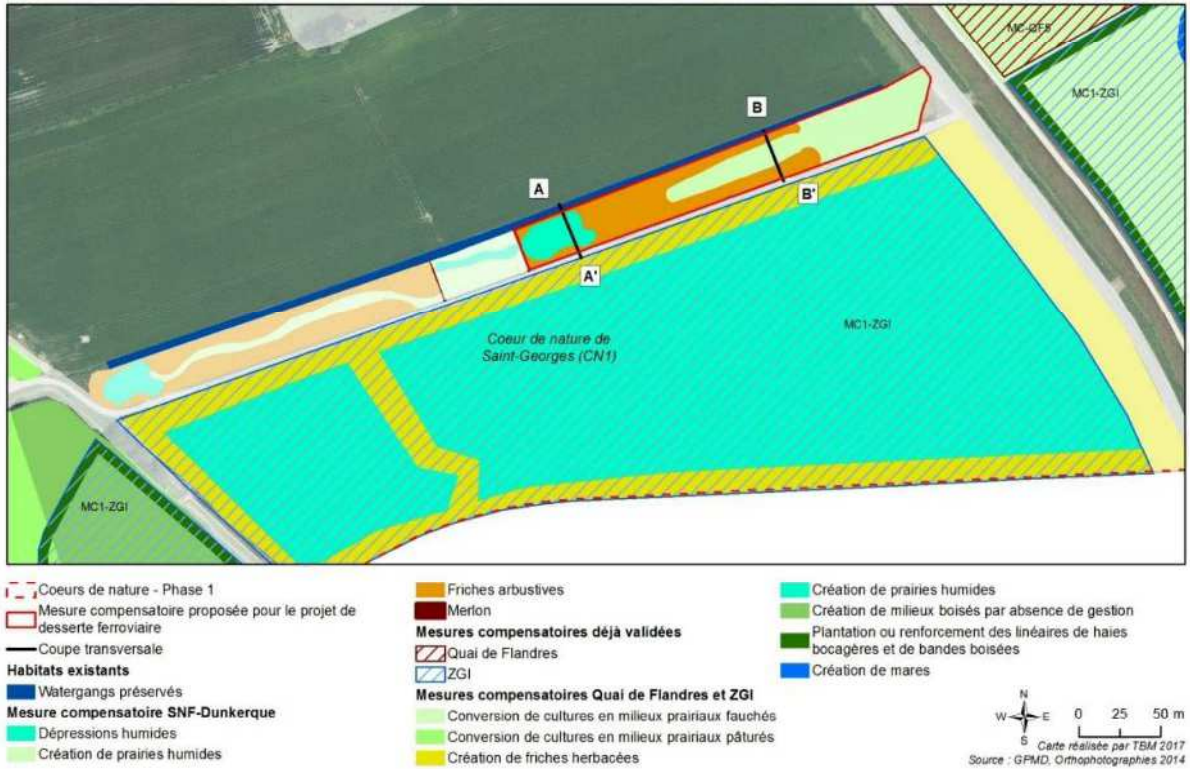 MC-QF5
MC1-ZGI
B
A
B'
A'
Coeur de nature de
Saint-Georges (CN1)
MC1-ZGI
MC1-ZGI
Coeurs de nature - Phase 1
Mesure compensatoire proposée pour le projet de
desserte ferroviaire
Coupe transversale
Habitats existants
Watergangs préservés
Mesure compensatoire SNF-Dunkerque
Dépressions humides
Création de prairies humides
Friches arbustives
Merlon
Mesures compensatoires déjà validées
Quai de Flandres
ZGI
Mesures compensatoires Quai de Flandres et ZGI
Conversion de cultures en milieux prairiaux fauchés
Conversion de cultures en milieux prairiaux pâturés
Création de friches herbacées
Création de prairies humides
Création de milieux boisés par absence de gestion
Plantation ou renforcement des linéaires de haies
bocagères et de bandes boisées
Création de mares
N
W E
S
0 25 50 m
Carte réalisée par TBM 2017
Source : GPMD, Orthophotographies 2014